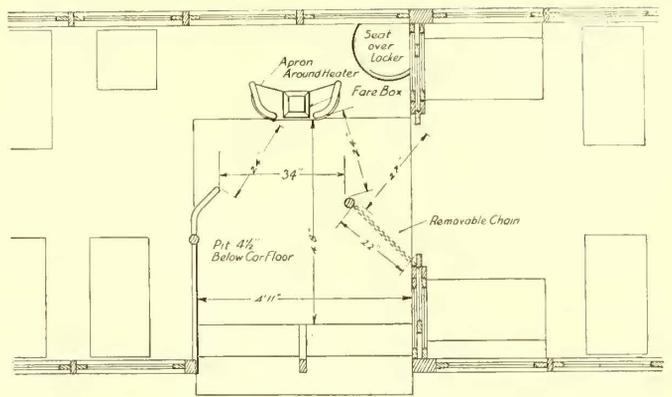 Seat
over
Locker
Apron
Around Heater
Fare Box
34"
27"
Removable Chain
Pit 4½"
Below Car Floor
22"
4'11"